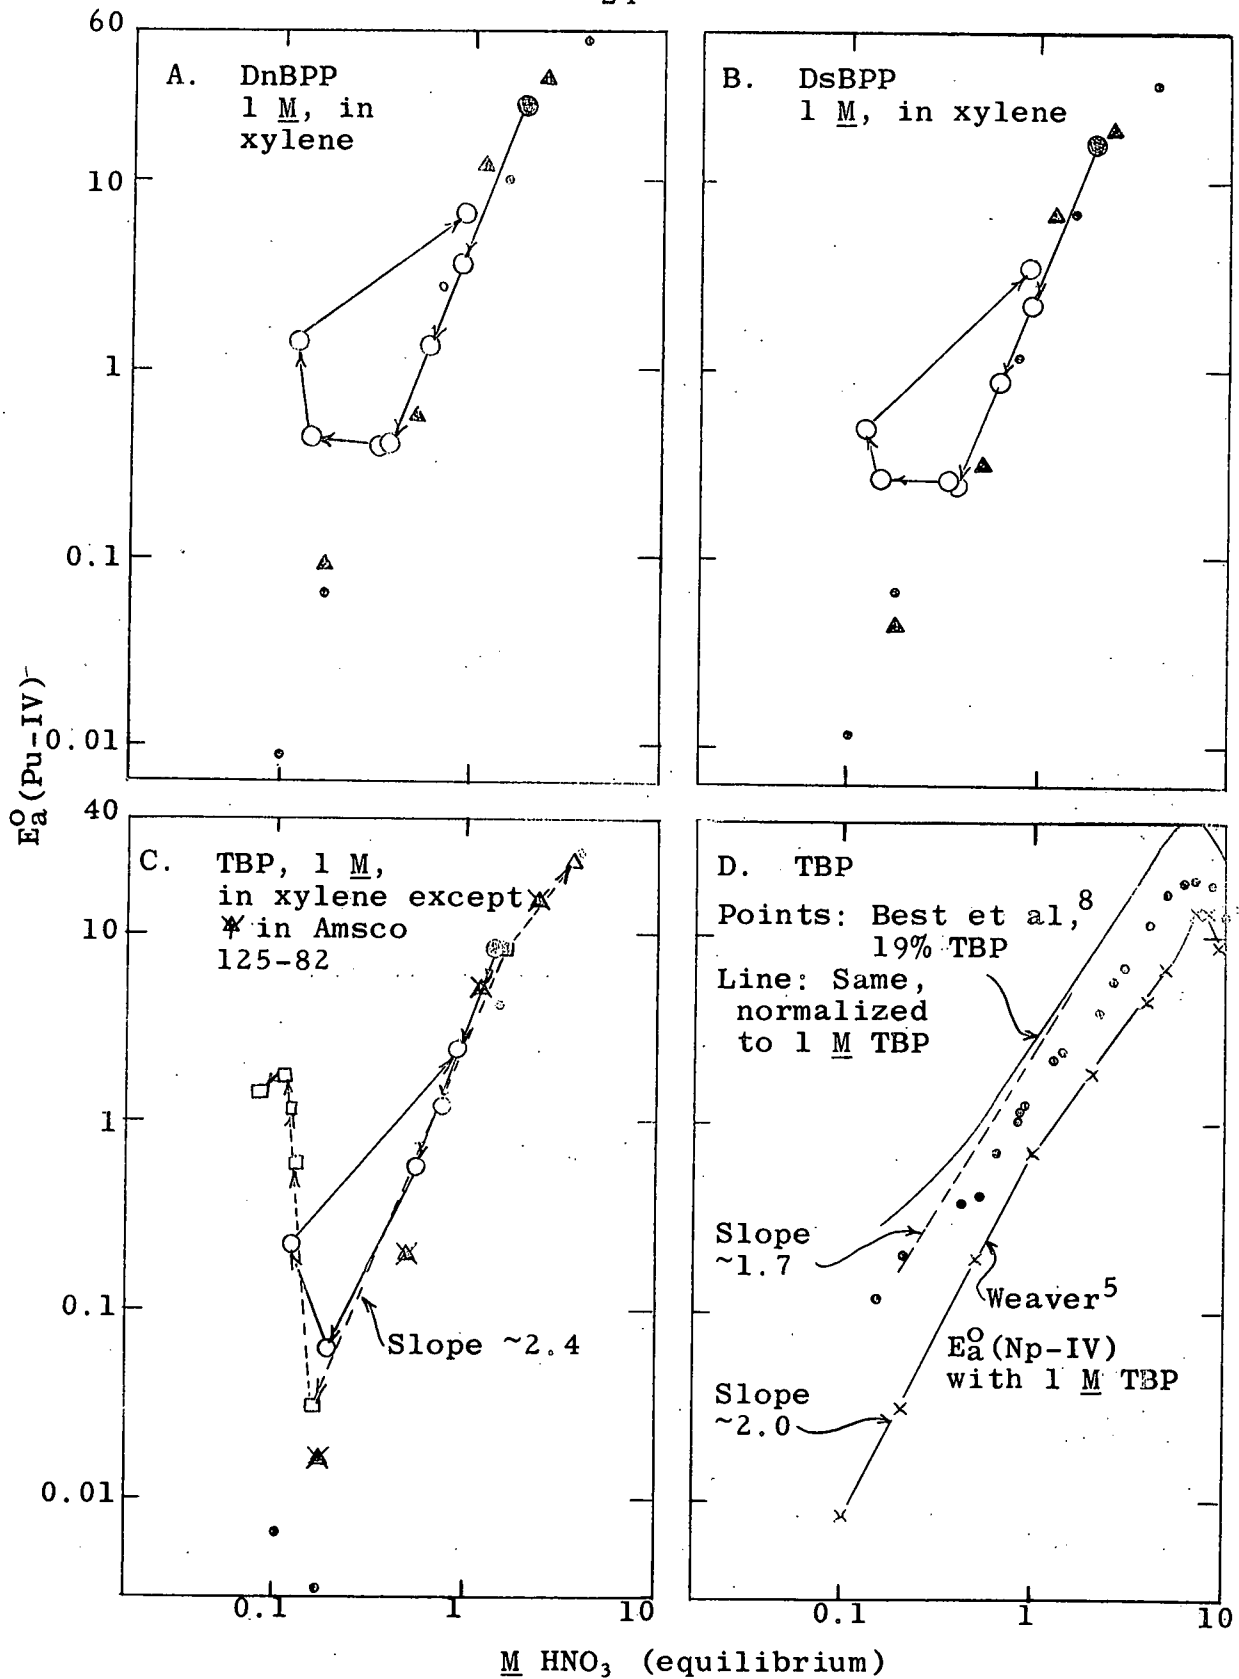 60
A. DnBPP
1 M, in
xylene
10
1
0.1
0.01
B. DsBPP
1 M, in xylene
E°a(Pu-IV)
40
C. TBP, 1 M,
in xylene except
in Amsco
125-82
10
1
0.1
0.01
Slope ~2.4
0.1
1
10
D. TBP
Points: Best et al,⁸
19% TBP
Line: Same,
normalized
to 1 M TBP
Slope
~1.7
Weaver⁵
E°a(Np-IV)
with 1 M TBP
Slope
~2.0
0.1
1
10
M HNO₃ (equilibrium)